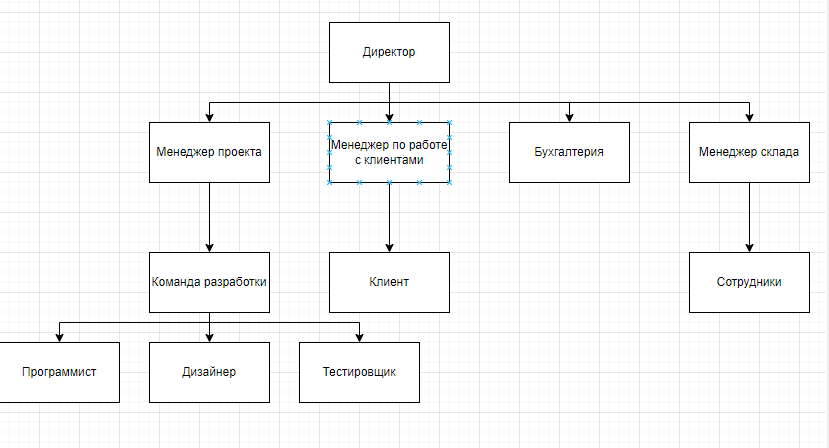 Директор
Менеджер проекта
Менеджер по работе
с клиентами
Бухгалтерия
Менеджер склада
Команда разработки
Клиент
Сотрудники
Программист
Дизайнер
Тестировщик